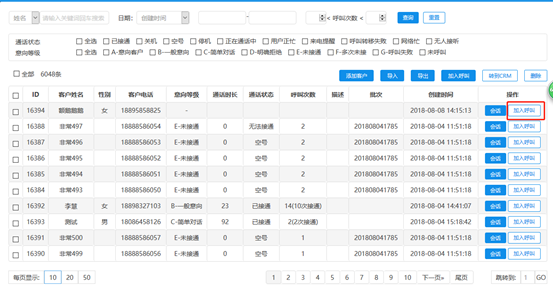 姓名 请输入关键词回车搜索 日期: 创建时间 - < 呼叫次数 < 查询 重置
通话状态 全选 已接通 关机 空号 停机 正在通话中 用户正忙 来电提醒 呼叫转移失败 网络忙 无人接听
意向等级 全选 A-意向客户 B-一般意向 C-简单对话 D-明确拒绝 E-未接通 F-多次未接 G-呼叫失败 未呼叫
全部 6048条 添加客户 导入 导出 加入呼叫 转到CRM 删除
ID 客户姓名 性别 客户电话 意向等级 通话时长 通话状态 呼叫次数 描述 批次 创建时间 操作
16394 女 18895858825 - 2018-08-08 14:15:13 会话 加入呼叫
16388 非常497 18888586054 E-未接通 0 无法接通 2 201808041785 2018-08-04 11:51:18 会话 加入呼叫
16387 非常496 18888586053 E-未接通 0 空号 2 201808041785 2018-08-04 11:51:18 会话 加入呼叫
16386 非常495 18888586052 E-未接通 0 空号 2 201808041785 2018-08-04 11:51:18 会话 加入呼叫
16385 非常494 18888586051 E-未接通 0 空号 2 201808041785 2018-08-04 11:51:18 会话 加入呼叫
16384 非常493 18888586050 E-未接通 0 空号 2 201808041785 2018-08-04 11:51:18 会话 加入呼叫
16392 李慧 女 18898327103 B-一般意向 23 已接通 14(10次接通) 2018-08-04 14:41:07 会话 加入呼叫
16393 测试 男 18086458126 C-简单对话 92 已接通 2(2次接通) 2018-08-04 15:18:42 会话 加入呼叫
16391 非常500 18888586057 E-未接通 0 空号 1 201808041785 2018-08-04 11:51:18 会话 加入呼叫
16390 非常499 18888586056 E-未接通 0 空号 1 201808041785 2018-08-04 11:51:18 会话 加入呼叫
每页显示: 10 20 50 1 2 3 4 5 6 7 8 9 10 下一页» 尾页 跳转到: 1 GO